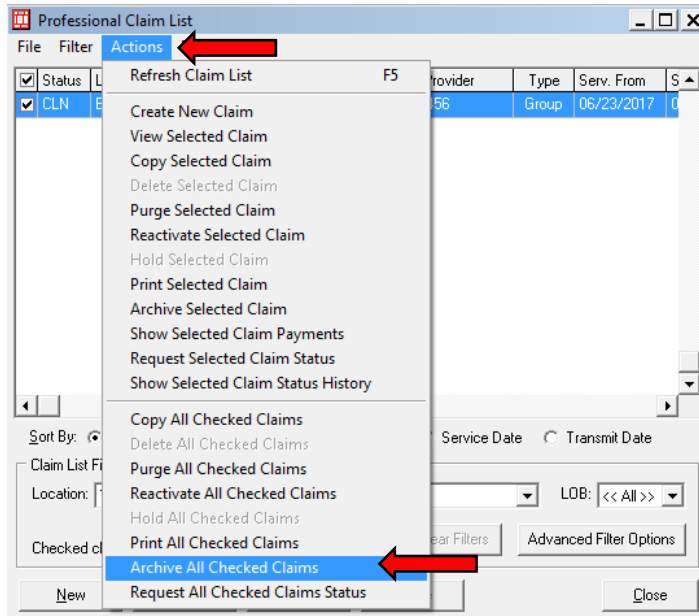 Professional Claim List
File Filter Actions
Status
Provider Type Serv. From
CLN 56 Group 06/23/2017
Refresh Claim List F5
Create New Claim
View Selected Claim
Copy Selected Claim
Delete Selected Claim
Purge Selected Claim
Reactivate Selected Claim
Hold Selected Claim
Print Selected Claim
Archive Selected Claim
Show Selected Claim Payments
Request Selected Claim Status
Show Selected Claim Status History
Copy All Checked Claims
Delete All Checked Claims
Purge All Checked Claims
Reactivate All Checked Claims
Hold All Checked Claims
Print All Checked Claims
Archive All Checked Claims
Request All Checked Claims Status
Sort By: Service Date Transmit Date
Claim List Fi
Location: LOB: << All >>
Checked cl ear Filters Advanced Filter Options
New Close